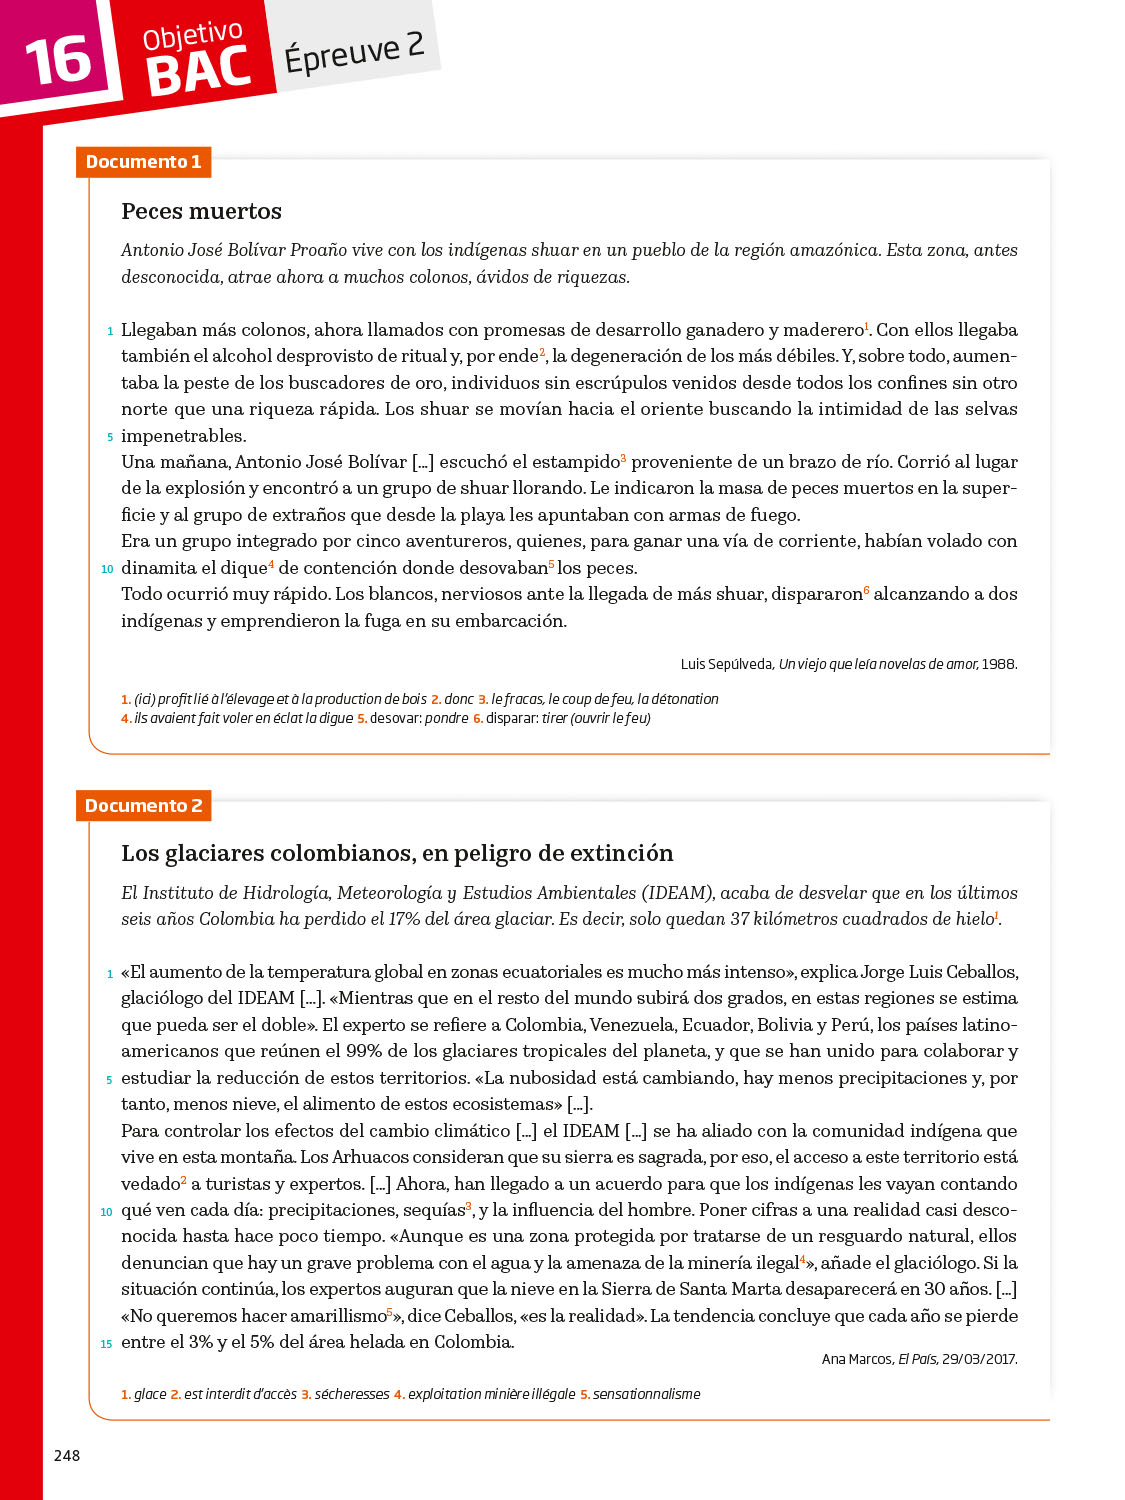 16
Objetivo
BAC
Épreuve 2
Documento 1
Peces muertos
Antonio José Bolívar Proaño vive con los indígenas shuar en un pueblo de la región amazónica. Esta zona, antes
desconocida, atrae ahora a muchos colonos, ávidos de riquezas.
1 Llegaban más colonos, ahora llamados con promesas de desarrollo ganadero y maderero1. Con ellos llegaba
también el alcohol desprovisto de ritual y, por ende2, la degeneración de los más débiles. Y, sobre todo, aumen-
taba la peste de los buscadores de oro, individuos sin escrúpulos venidos desde todos los confines sin otro
norte que una riqueza rápida. Los shuar se movían hacia el oriente buscando la intimidad de las selvas
5 impenetrables.
Una mañana, Antonio José Bolívar [...] escuchó el estampido3 proveniente de un brazo de río. Corrió al lugar
de la explosión y encontró a un grupo de shuar llorando. Le indicaron la masa de peces muertos en la super-
ficie y al grupo de extraños que desde la playa les apuntaban con armas de fuego.
Era un grupo integrado por cinco aventureros, quienes, para ganar una vía de corriente, habían volado con
10 dinamita el dique4 de contención donde desovaban5 los peces.
Todo ocurrió muy rápido. Los blancos, nerviosos ante la llegada de más shuar, dispararon6 alcanzando a dos
indígenas y emprendieron la fuga en su embarcación.
Luis Sepúlveda, Un viejo que leía novelas de amor, 1988.
1. (ici) profit lié à l'élevage et à la production de bois 2. donc 3. le fracas, le coup de feu, la détonation
4. ils avaient fait voler en éclat la digue 5. desovar: pondre 6. disparar: tirer (ouvrir le feu)
Documento 2
Los glaciares colombianos, en peligro de extinción
El Instituto de Hidrología, Meteorología y Estudios Ambientales (IDEAM), acaba de desvelar que en los últimos
seis años Colombia ha perdido el 17% del área glaciar. Es decir, solo quedan 37 kilómetros cuadrados de hielo1.
1 «El aumento de la temperatura global en zonas ecuatoriales es mucho más intenso», explica Jorge Luis Ceballos,
glaciólogo del IDEAM [...]. «Mientras que en el resto del mundo subirá dos grados, en estas regiones se estima
que pueda ser el doble». El experto se refiere a Colombia, Venezuela, Ecuador, Bolivia y Perú, los países latino-
americanos que reúnen el 99% de los glaciares tropicales del planeta, y que se han unido para colaborar y
5 estudiar la reducción de estos territorios. «La nubosidad está cambiando, hay menos precipitaciones y, por
tanto, menos nieve, el alimento de estos ecosistemas» [...].
Para controlar los efectos del cambio climático [...] el IDEAM [...] se ha aliado con la comunidad indígena que
vive en esta montaña. Los Arhuacos consideran que su sierra es sagrada, por eso, el acceso a este territorio está
vedado2 a turistas y expertos. [...] Ahora, han llegado a un acuerdo para que los indígenas les vayan contando
10 qué ven cada día: precipitaciones, sequías3, y la influencia del hombre. Poner cifras a una realidad casi desco-
nocida hasta hace poco tiempo. «Aunque es una zona protegida por tratarse de un resguardo natural, ellos
denuncian que hay un grave problema con el agua y la amenaza de la minería ilegal4», añade el glaciólogo. Si la
situación continúa, los expertos auguran que la nieve en la Sierra de Santa Marta desaparecerá en 30 años. [...]
«No queremos hacer amarillismo5», dice Ceballos, «es la realidad». La tendencia concluye que cada año se pierde
15 entre el 3% y el 5% del área helada en Colombia.
Ana Marcos, El País, 29/03/2017.
1. glace 2. est interdit d'accès 3. sécheresses 4. exploitation minière illégale 5. sensationnalisme
248